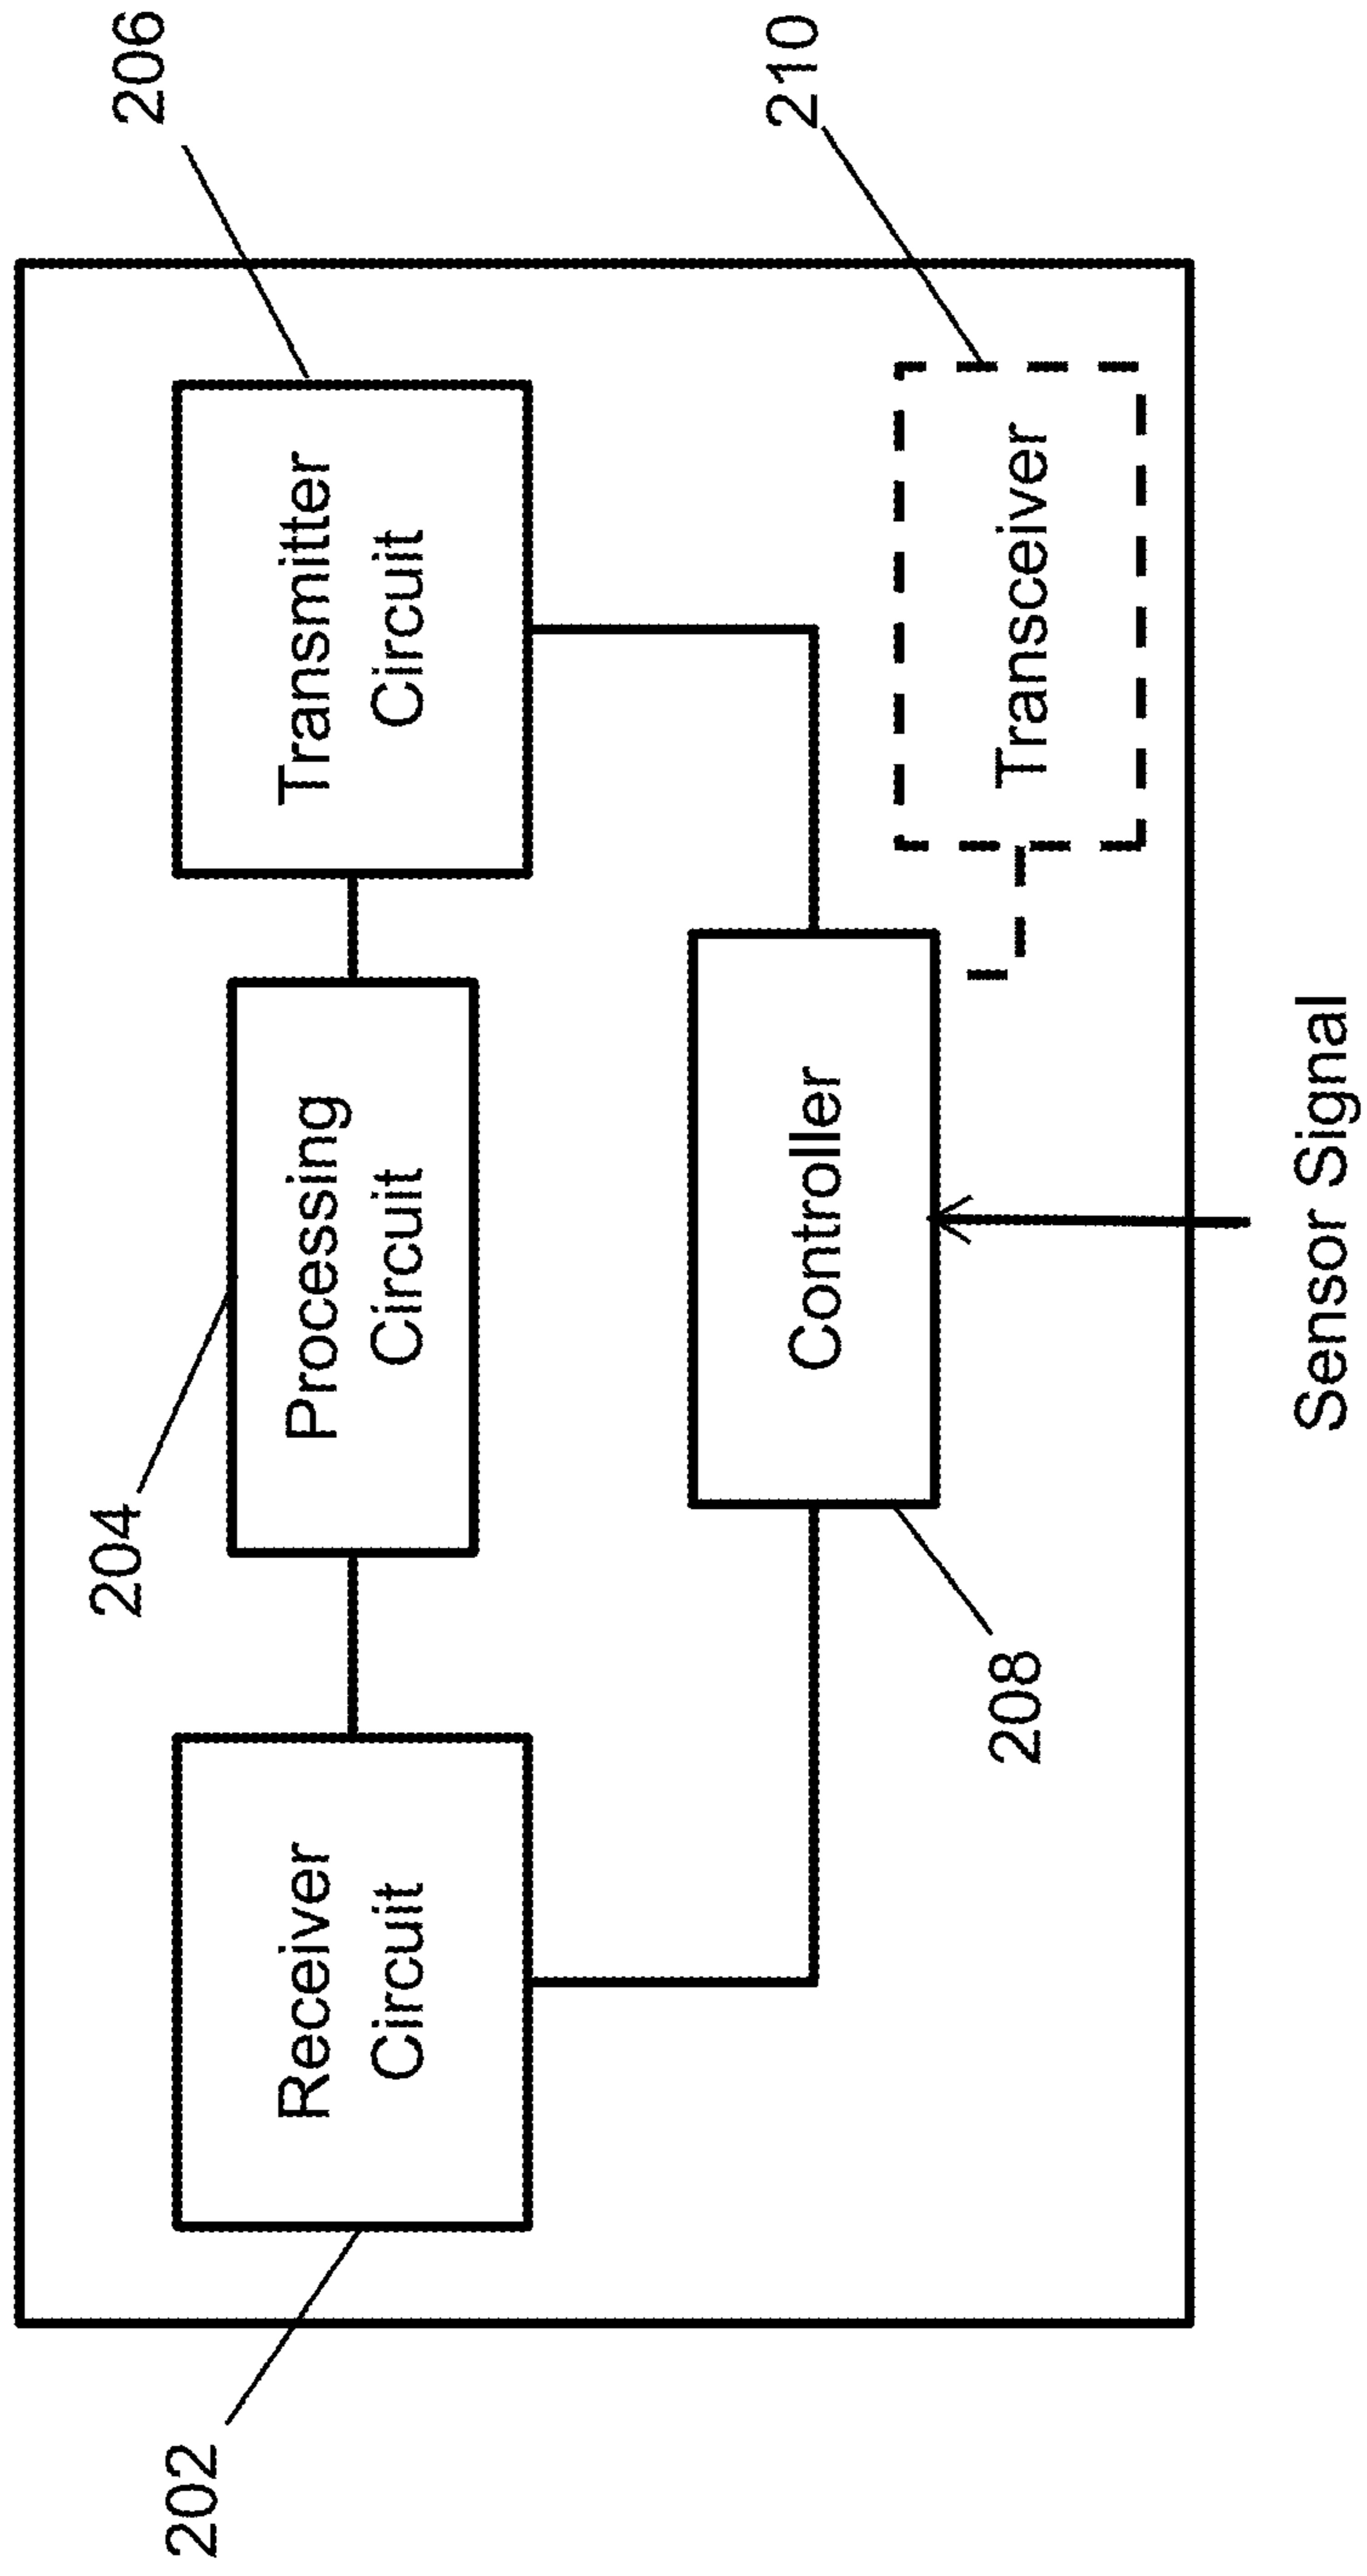 206
204
210
202
Receiver
Circuit
Processing
Circuit
Transmitter
Circuit
Controller
Transceiver
208
Sensor Signal